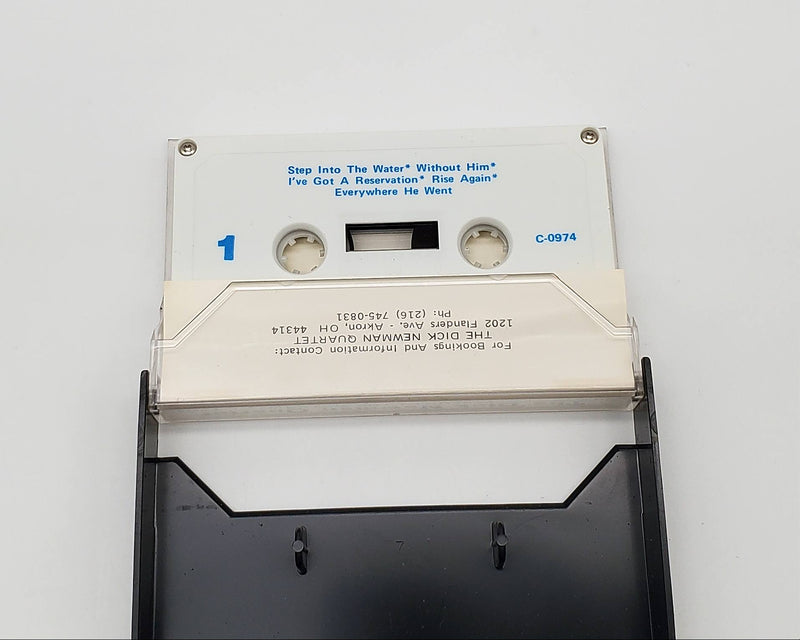 Step Into The Water* Without Him*
I've Got A Reservation* Rise Again*
Everywhere He Went
1
C-0974
For Bookings And Information Contact:
THE DICK NEWMAN QUARTET
1202 Flanders Ave. - Akron, OH 44314
Ph: (216) 745-0831
7